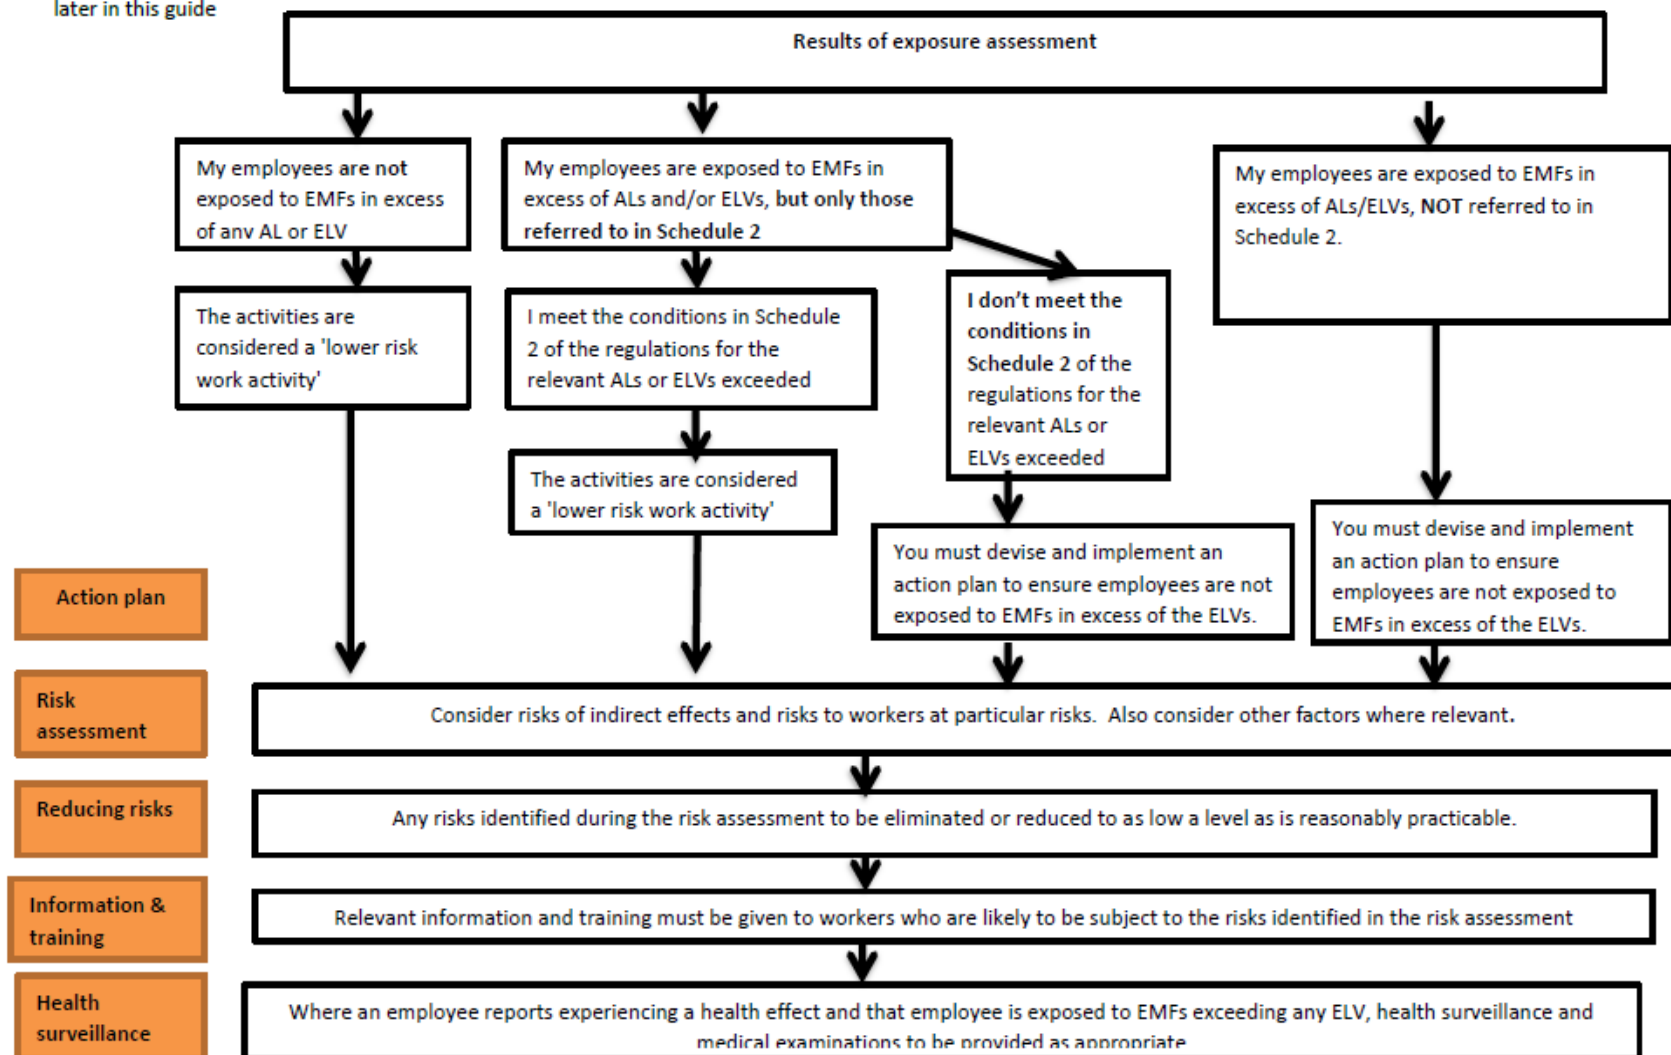 later in this guide
Results of exposure assessment
My employees are not
exposed to EMFs in excess
of any AL or ELV
My employees are exposed to EMFs in
excess of ALs and/or ELVs, but only those
referred to in Schedule 2
My employees are exposed to EMFs in
excess of ALs/ELVs, NOT referred to in
Schedule 2.
The activities are
considered a 'lower risk
work activity'
I meet the conditions in Schedule
2 of the regulations for the
relevant ALs or ELVs exceeded
I don't meet the
conditions in
Schedule 2 of the
regulations for the
relevant ALs or
ELVs exceeded
The activities are considered
a 'lower risk work activity'
You must devise and implement an
action plan to ensure employees are not
exposed to EMFs in excess of the ELVs.
You must devise and implement
an action plan to ensure
employees are not exposed to
EMFs in excess of the ELVs.
Action plan
Risk
assessment
Consider risks of indirect effects and risks to workers at particular risks. Also consider other factors where relevant.
Reducing risks
Any risks identified during the risk assessment to be eliminated or reduced to as low a level as is reasonably practicable.
Information &
training
Relevant information and training must be given to workers who are likely to be subject to the risks identified in the risk assessment
Health
surveillance
Where an employee reports experiencing a health effect and that employee is exposed to EMFs exceeding any ELV, health surveillance and
medical examinations to be provided as appropriate